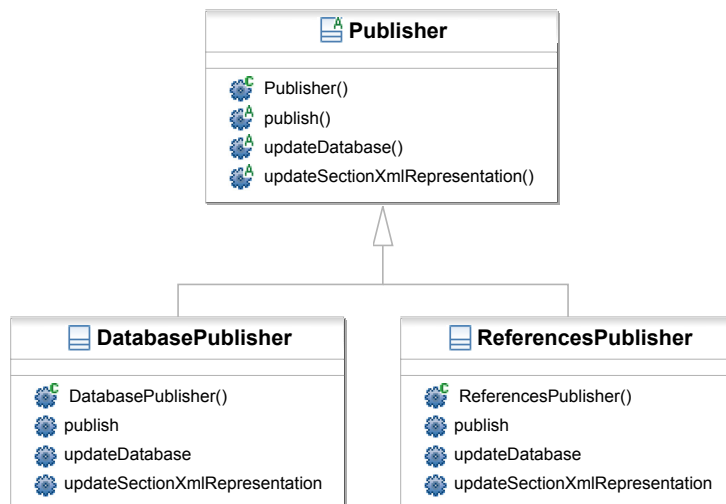 Publisher
Publisher()
publish()
updateDatabase()
updateSectionXmlRepresentation()
DatabasePublisher
DatabasePublisher()
publish
updateDatabase
updateSectionXmlRepresentation
ReferencesPublisher
ReferencesPublisher()
publish
updateDatabase
updateSectionXmlRepresentation